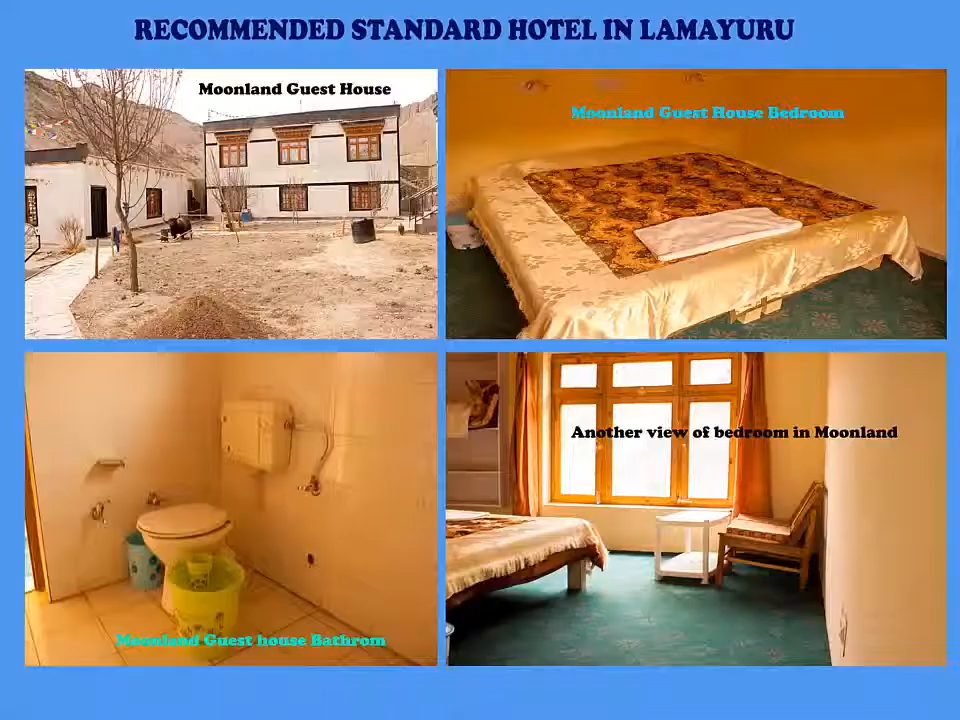 RECOMMENDED STANDARD HOTEL IN LAMAYURU
Moonland Guest House
Moonland Guest House Bedroom
Another view of bedroom in Moonland
Moonland Guest house Bathrom